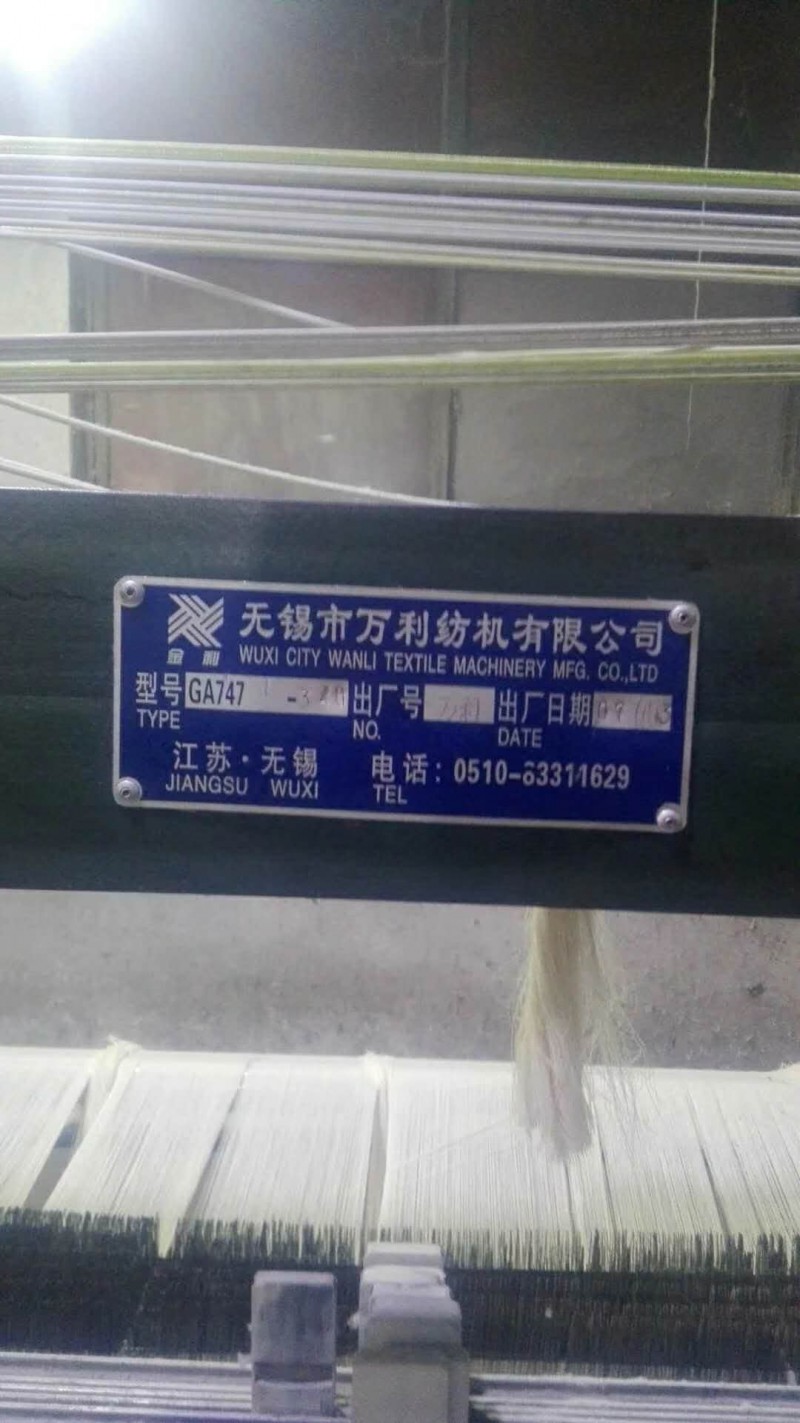 金利
无锡市万利纺机有限公司
WUXI CITY WANLI TEXTILE MACHINERY MFG. CO.,LTD
型号 GA747 出厂号 出厂日期
TYPE NO. DATE
江苏·无锡 电话: 0510-83311629
JIANGSU WUXI TEL